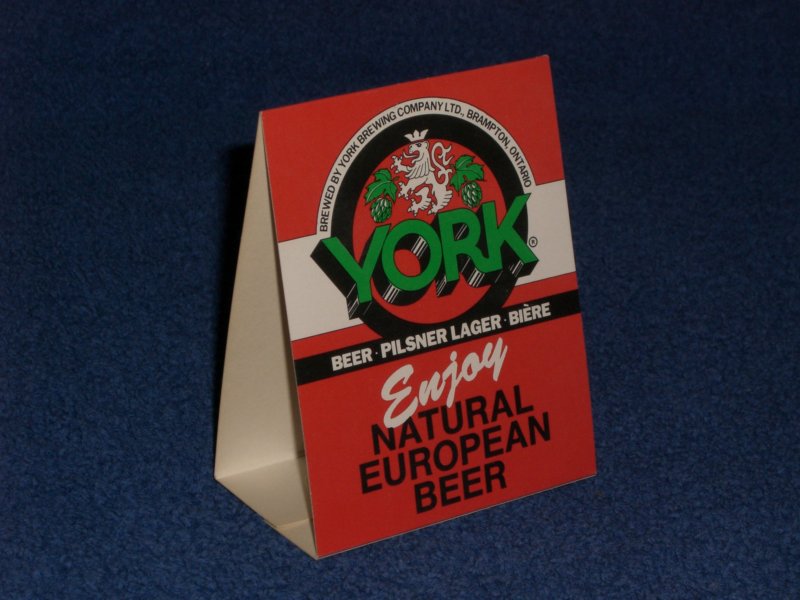 BREWED BY YORK BREWING COMPANY LTD., BRAMPTON, ONTARIO
YORK®
BEER · PILSNER LAGER · BIÈRE
Enjoy
NATURAL
EUROPEAN
BEER